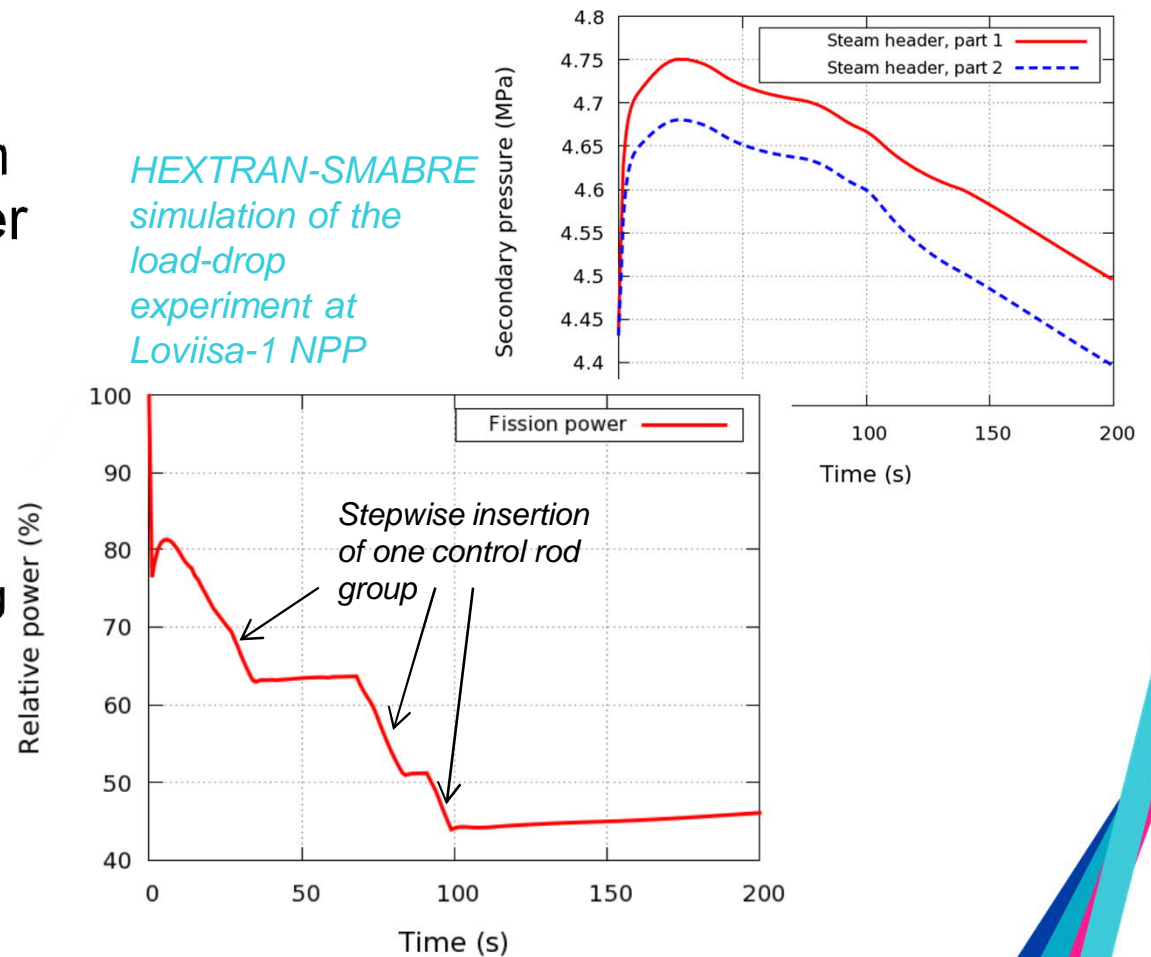 HEXTRAN-SMABRE
simulation of the
load-drop
experiment at
Loviisa-1 NPP
Secondary pressure (MPa)
4.8
4.75
4.7
4.65
4.6
4.55
4.5
4.45
4.4
Steam header, part 1
Steam header, part 2
100 150 200
Time (s)
Relative power (%)
100
90
80
70
60
50
40
Fission power
Stepwise insertion
of one control rod
group
0 50 100 150 200
Time (s)